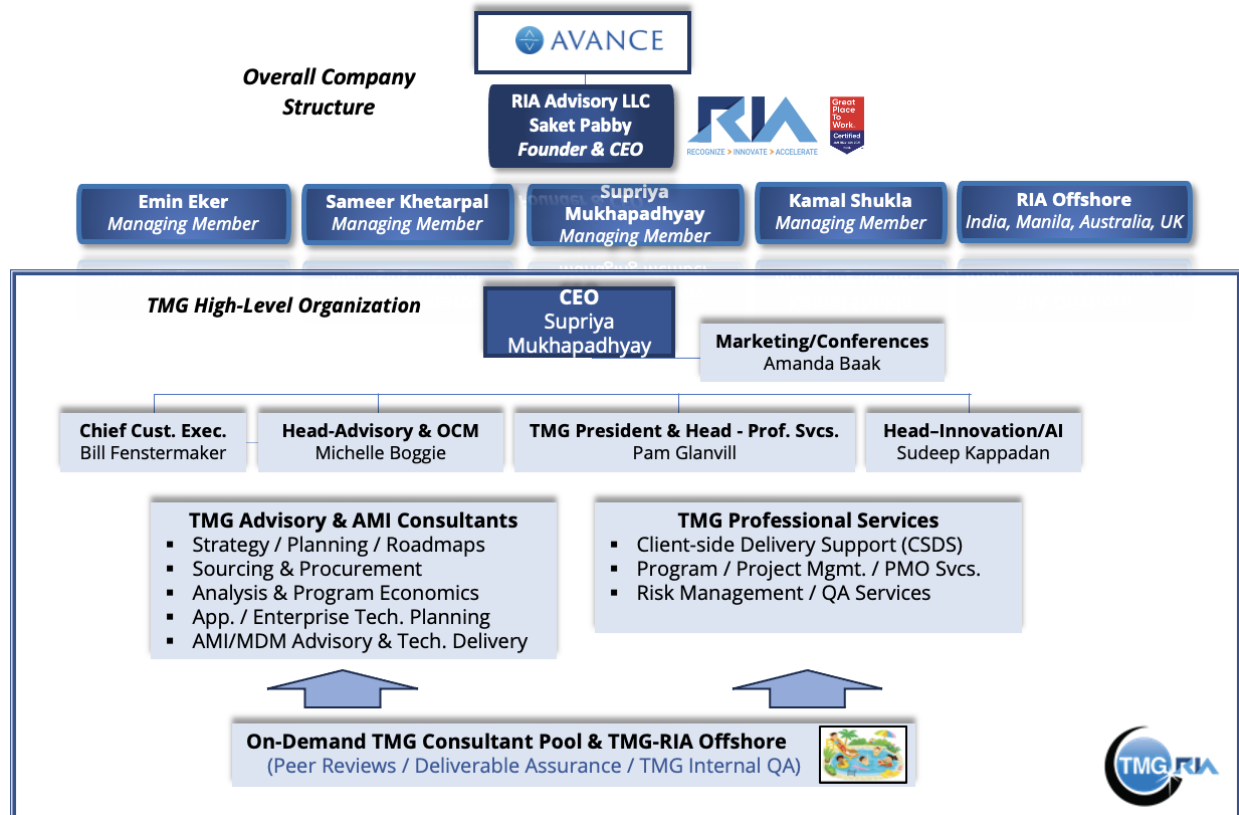 AVANCE
Overall Company
Structure
RIA Advisory LLC
Saket Pabby
Founder & CEO
RIA
RECOGNIZE > INNOVATE > ACCELERATE
Great
Place
To
Work.
Certified
Emin Eker
Managing Member
Sameer Khetarpal
Managing Member
Supriya
Mukhapadhyay
Managing Member
Kamal Shukla
Managing Member
RIA Offshore
India, Manila, Australia, UK
TMG High-Level Organization
CEO
Supriya
Mukhapadhyay
Marketing/Conferences
Amanda Baak
Chief Cust. Exec.
Bill Fenstermaker
Head-Advisory & OCM
Michelle Boggie
TMG President & Head - Prof. Svcs.
Pam Glanvill
Head–Innovation/AI
Sudeep Kappadan
TMG Advisory & AMI Consultants
▪ Strategy / Planning / Roadmaps
▪ Sourcing & Procurement
▪ Analysis & Program Economics
▪ App. / Enterprise Tech. Planning
▪ AMI/MDM Advisory & Tech. Delivery
TMG Professional Services
▪ Client-side Delivery Support (CSDS)
▪ Program / Project Mgmt. / PMO Svcs.
▪ Risk Management / QA Services
On-Demand TMG Consultant Pool & TMG-RIA Offshore
(Peer Reviews / Deliverable Assurance / TMG Internal QA)
TMG RIA